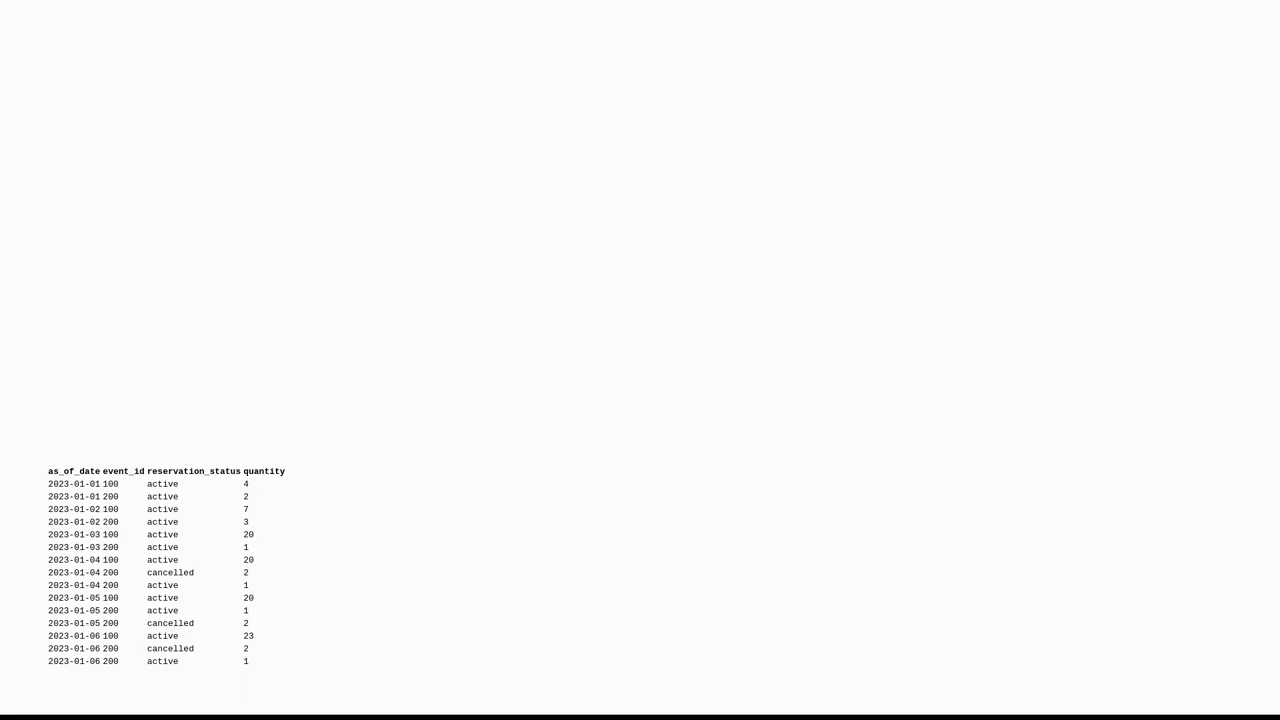 as_of_date event_id reservation_status quantity
2023-01-01 100 active 4
2023-01-01 200 active 2
2023-01-02 100 active 7
2023-01-02 200 active 3
2023-01-03 100 active 20
2023-01-03 200 active 1
2023-01-04 100 active 20
2023-01-04 200 cancelled 2
2023-01-04 200 active 1
2023-01-05 100 active 20
2023-01-05 200 active 1
2023-01-05 200 cancelled 2
2023-01-06 100 active 23
2023-01-06 200 cancelled 2
2023-01-06 200 active 1